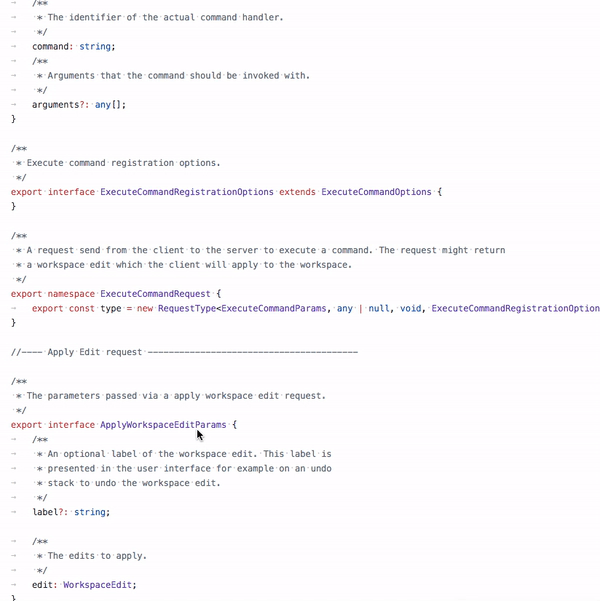 /**
 * The identifier of the actual command handler.
 */
command: string;
/**
 * Arguments that the command should be invoked with.
 */
arguments?: any[];
}
/**
 * Execute command registration options.
 */
export interface ExecuteCommandRegistrationOptions extends ExecuteCommandOptions {
}
/**
 * A request send from the client to the server to execute a command. The request might return
 * a workspace edit which the client will apply to the workspace.
 */
export namespace ExecuteCommandRequest {
export const type = new RequestType<ExecuteCommandParams, any | null, void, ExecuteCommandRegistrationOption
}
//---- Apply Edit request ----------------------------------------
/**
 * The parameters passed via a apply workspace edit request.
 */
export interface ApplyWorkspaceEditParams {
/**
 * An optional label of the workspace edit. This label is
 * presented in the user interface for example on an undo
 * stack to undo the workspace edit.
 */
label?: string;
/**
 * The edits to apply.
 */
edit: WorkspaceEdit;
}